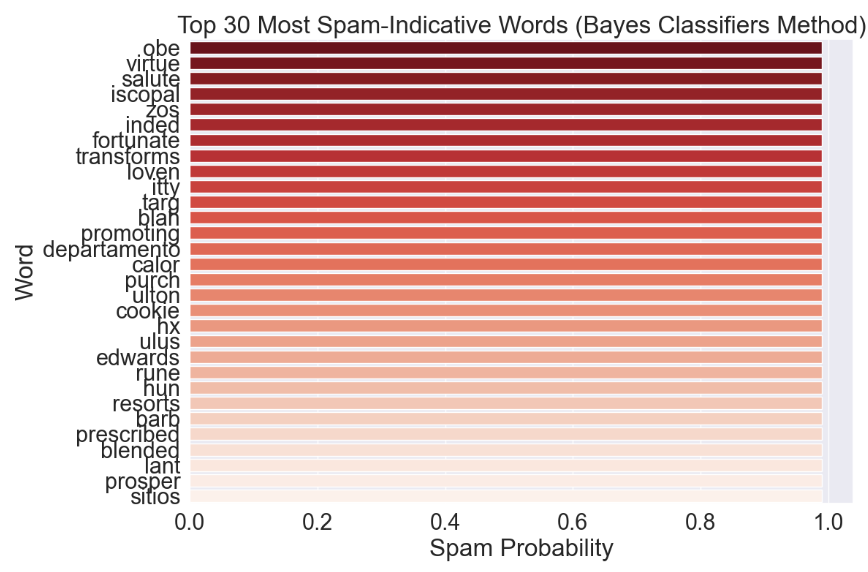 Top 30 Most Spam-Indicative Words (Bayes Classifiers Method)
obe
virtue
salute
iscopal
zos
inded
fortunate
transforms
loven
itty
targ
blah
promoting
departamento
calor
purch
ulton
cookie
hx
ulus
edwards
rune
hun
resorts
barb
prescribed
blended
lant
prosper
sitios
Word
0.0 0.2 0.4 0.6 0.8 1.0
Spam Probability